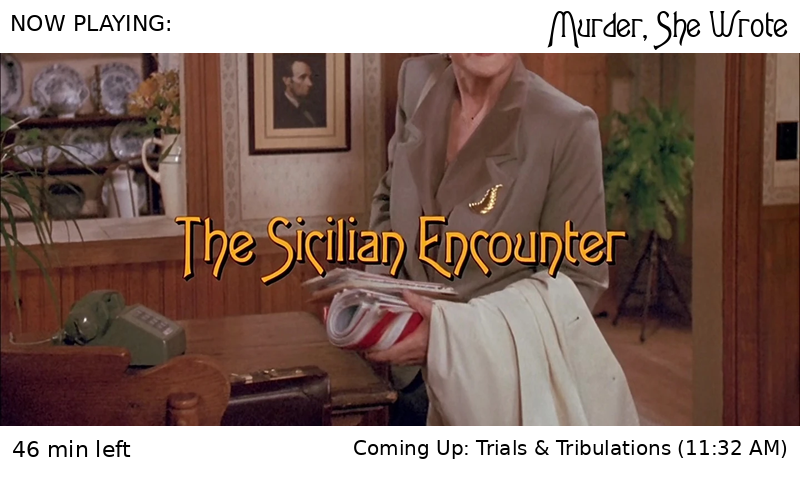 NOW PLAYING:
Murder, She Wrote
The Sicilian Encounter
46 min left
Coming Up: Trials & Tribulations (11:32 AM)